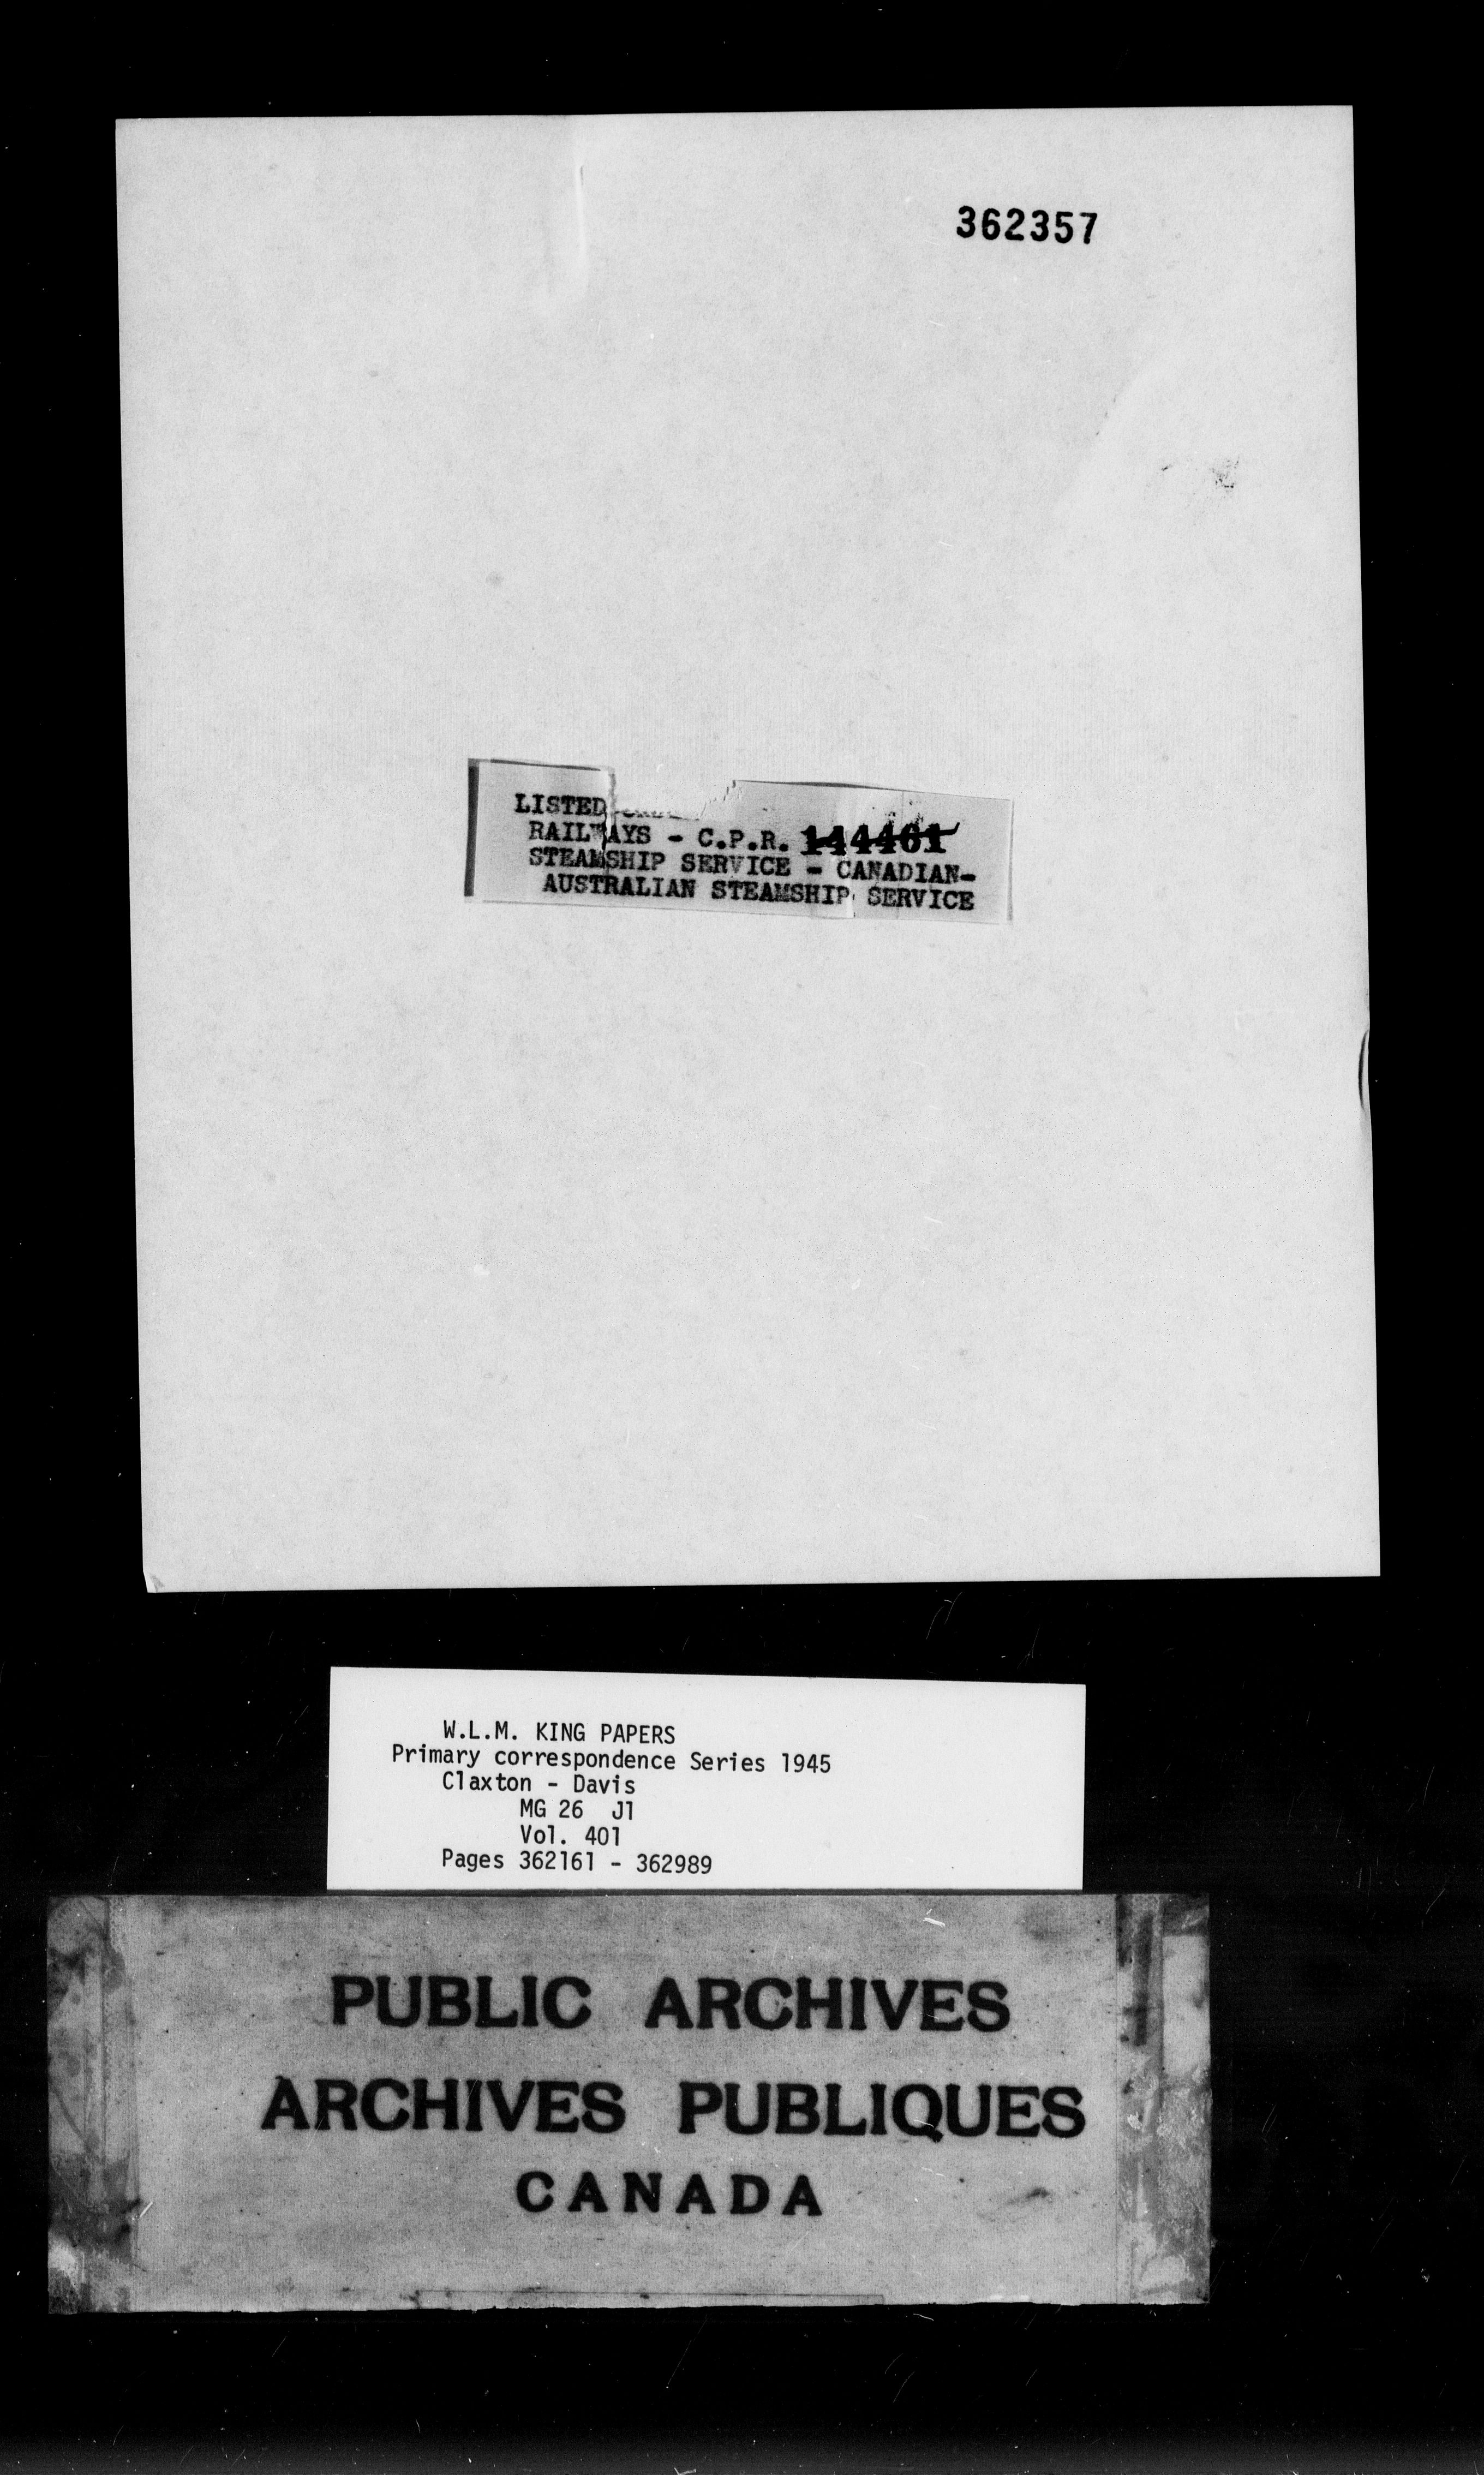 362357
LISTED
RAILWAYS - C.P.R. 144461
STEAMSHIP SERVICE - CANADIAN-
AUSTRALIAN STEAMSHIP SERVICE
W.L.M. KING PAPERS
Primary correspondence Series 1945
Claxton - Davis
MG 26 J1
Vol. 401
Pages 362161 - 362989
PUBLIC ARCHIVES
ARCHIVES PUBLIQUES
CANADA